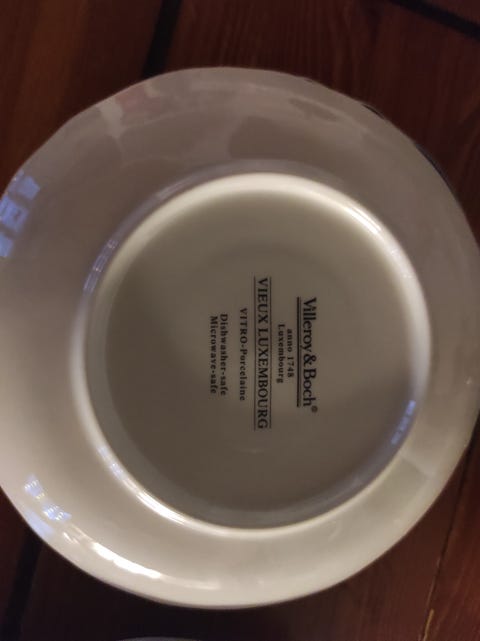 Villeroy & Boch®
anno 1748
Luxembourg
VIEUX LUXEMBOURG
VITRO-Porcelaine
Dishwasher-safe
Microwave-safe